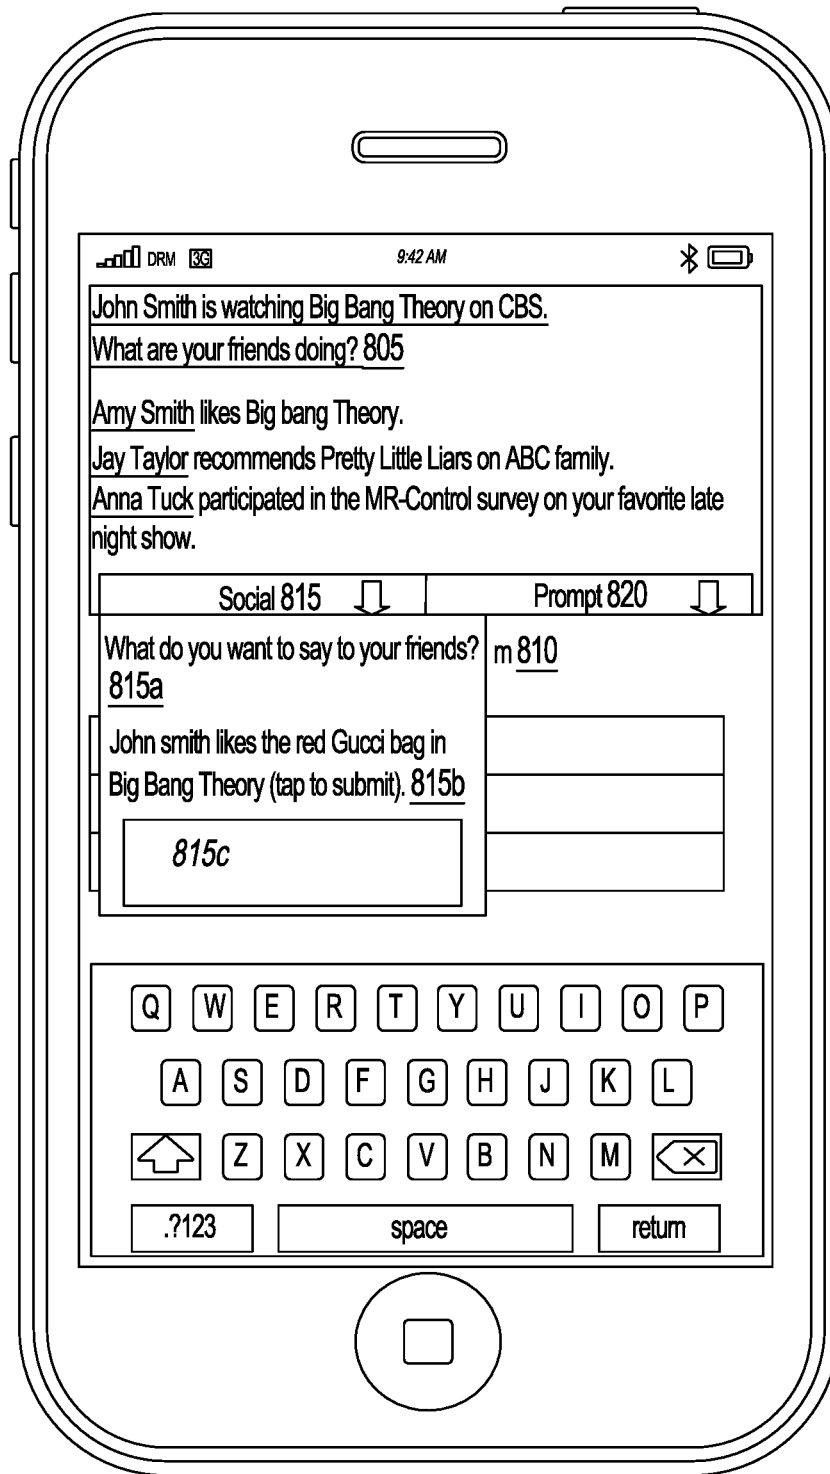 DRM 3G 9:42 AM
John Smith is watching Big Bang Theory on CBS.
What are your friends doing? 805
Amy Smith likes Big bang Theory.
Jay Taylor recommends Pretty Little Liars on ABC family.
Anna Tuck participated in the MR-Control survey on your favorite late
night show.
Social 815 Prompt 820
What do you want to say to your friends? m 810
815a
John smith likes the red Gucci bag in
Big Bang Theory (tap to submit). 815b
815c
Q W E R T Y U I O P
A S D F G H J K L
Z X C V B N M
.?123 space return